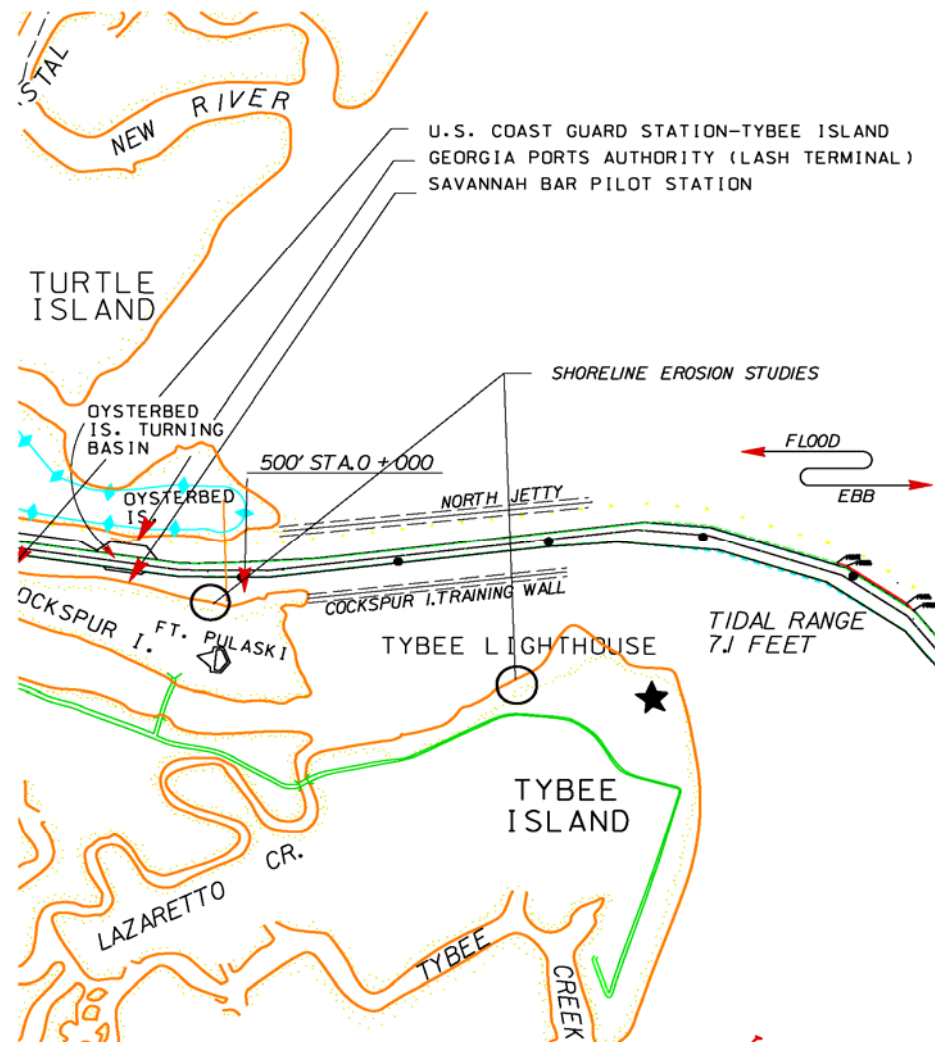 STAL
NEW RIVER
U.S. COAST GUARD STATION-TYBEE ISLAND
GEORGIA PORTS AUTHORITY (LASH TERMINAL)
SAVANNAH BAR PILOT STATION
TURTLE
ISLAND
SHORELINE EROSION STUDIES
OYSTERBED
IS. TURNING
BASIN
500' STA.0+000
FLOOD
EBB
OYSTERBED
IS.
NORTH JETTY
COCKSPUR I.TRAINING WALL
OCKSPUR I.
FT. PULASKI
TYBEE LIGHTHOUSE
TIDAL RANGE
7.1 FEET
TYBEE
ISLAND
LAZARETTO CR.
TYBEE
CREEK